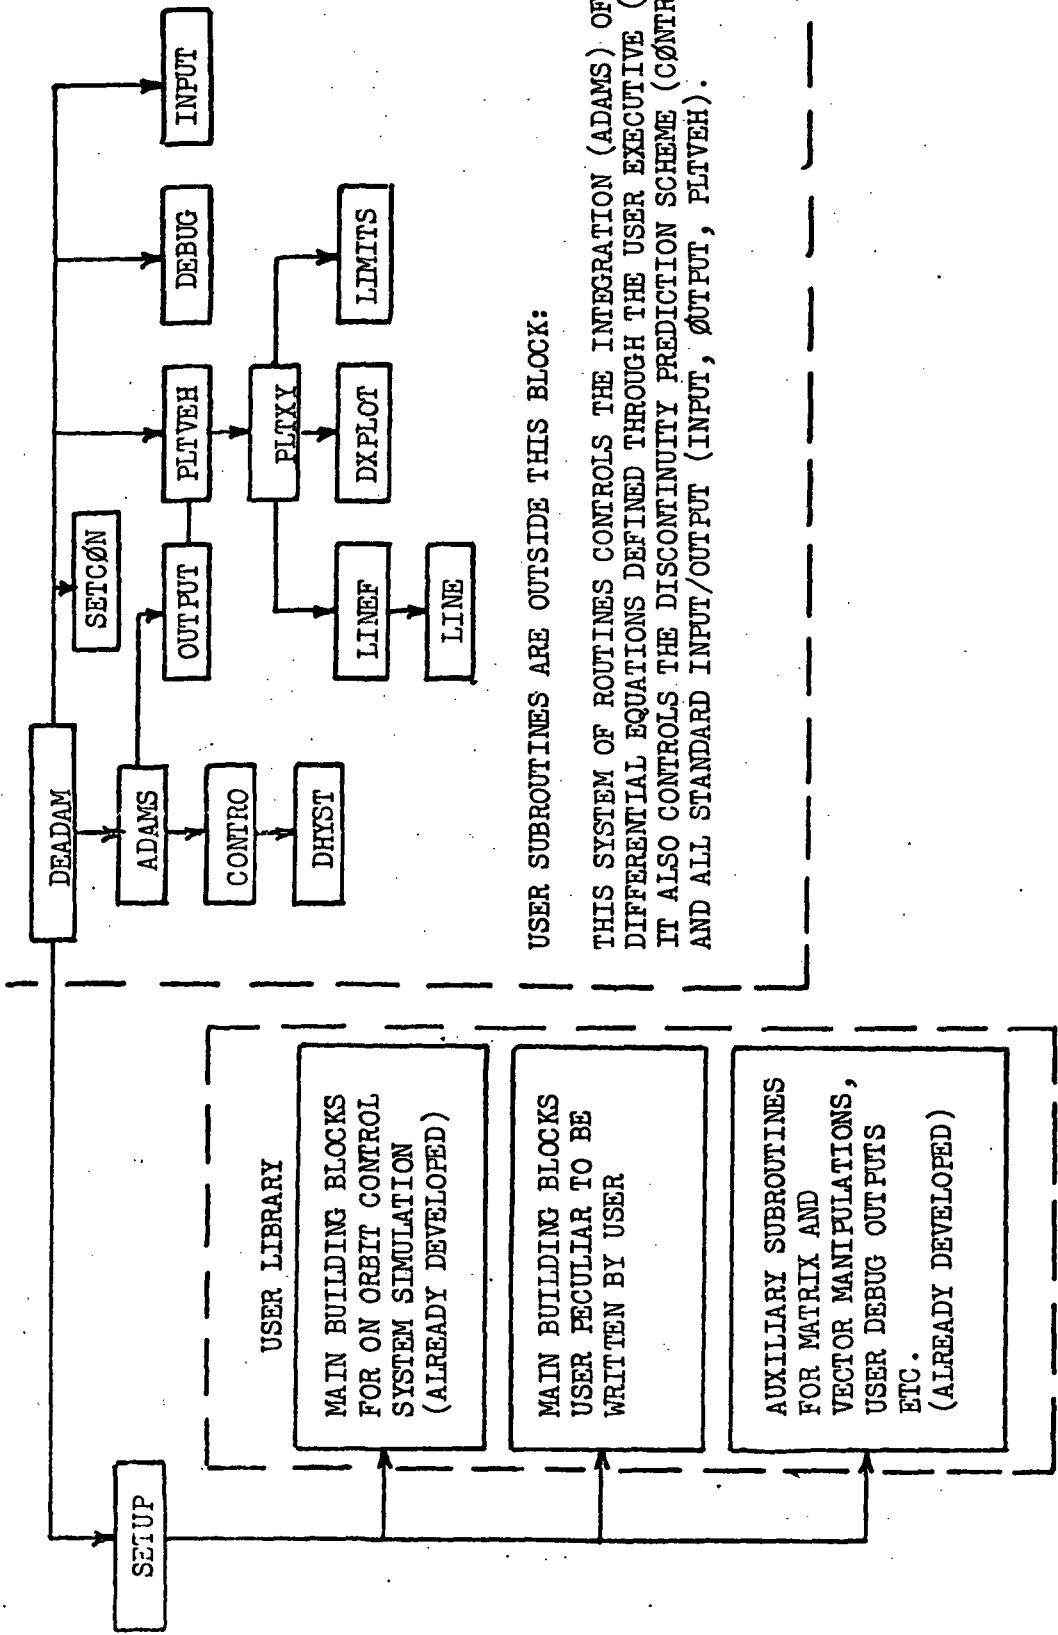 DEADAM
SETUP
ADAMS
SETCØN
OUTPUT
PLTVEH
DEBUG
INPUT
CONTRO
PLTXY
DHYST
LINEF
DXPLOT
LIMITS
LINE
USER LIBRARY
MAIN BUILDING BLOCKS
FOR ON ORBIT CONTROL
SYSTEM SIMULATION
(ALREADY DEVELOPED)
MAIN BUILDING BLOCKS
USER PECULIAR TO BE
WRITTEN BY USER
AUXILIARY SUBROUTINES
FOR MATRIX AND
VECTOR MANIPULATIONS,
USER DEBUG OUTPUTS
ETC.
(ALREADY DEVELOPED)
USER SUBROUTINES ARE OUTSIDE THIS BLOCK:
THIS SYSTEM OF ROUTINES CONTROLS THE INTEGRATION (ADAMS) OF
DIFFERENTIAL EQUATIONS DEFINED THROUGH THE USER EXECUTIVE (
IT ALSO CONTROLS THE DISCONTINUITY PREDICTION SCHEME (CØNTR
AND ALL STANDARD INPUT/OUTPUT (INPUT, ØUTPUT, PLTVEH).